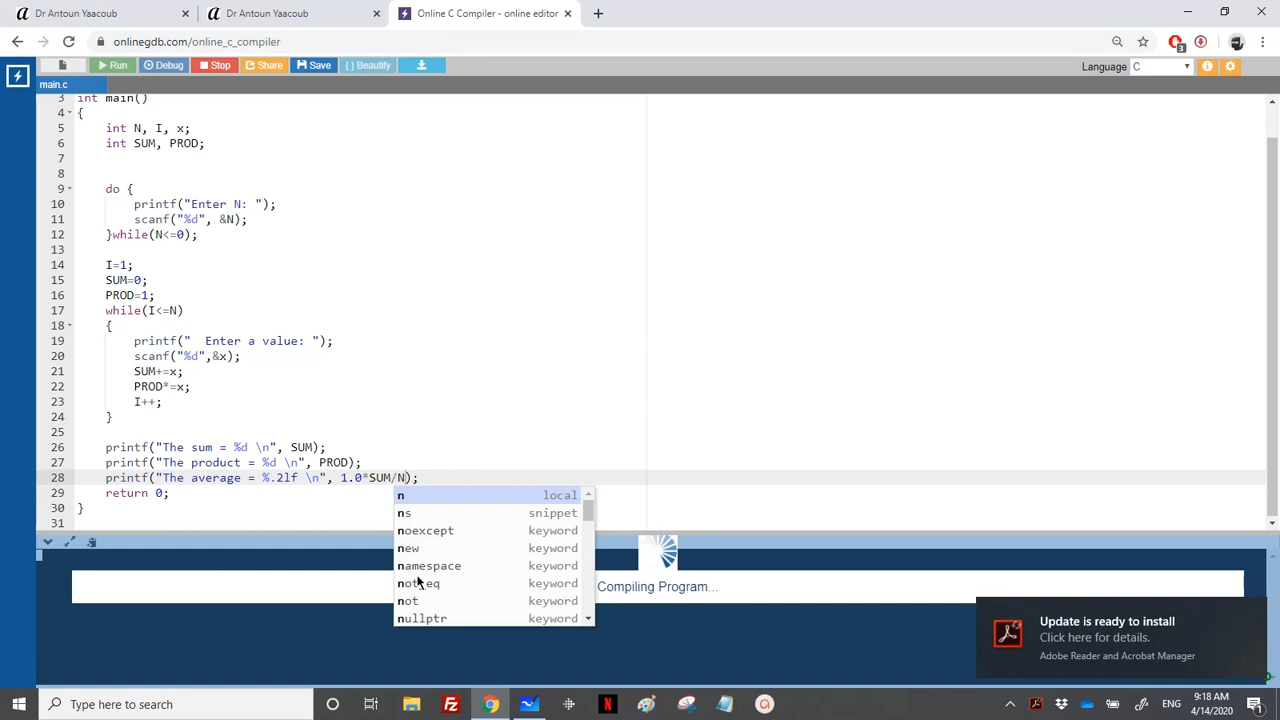 Dr Antoun Yaacoub
Dr Antoun Yaacoub
Online C Compiler - online editor
onlinegdb.com/online_c_compiler
3
Run
Debug
Stop
Share
Save
{ } Beautify
Language
C
main.c
3 int main()
4 {
5 int N, I, x;
6 int SUM, PROD;
7
8
9 do {
10 printf("Enter N: ");
11 scanf("%d", &N);
12 }while(N<=0);
13
14 I=1;
15 SUM=0;
16 PROD=1;
17 while(I<=N)
18 {
19 printf("  Enter a value: ");
20 scanf("%d",&x);
21 SUM+=x;
22 PROD*=x;
23 I++;
24 }
25
26 printf("The sum = %d \n", SUM);
27 printf("The product = %d \n", PROD);
28 printf("The average = %.2lf \n", 1.0*SUM/N);
29 return 0;
30 }
31
n local
ns snippet
noexcept keyword
new keyword
namespace keyword
not_eq keyword
not keyword
nullptr keyword
Compiling Program...
Update is ready to install
Click here for details.
Adobe Reader and Acrobat Manager
Type here to search
ENG
9:18 AM
4/14/2020
1